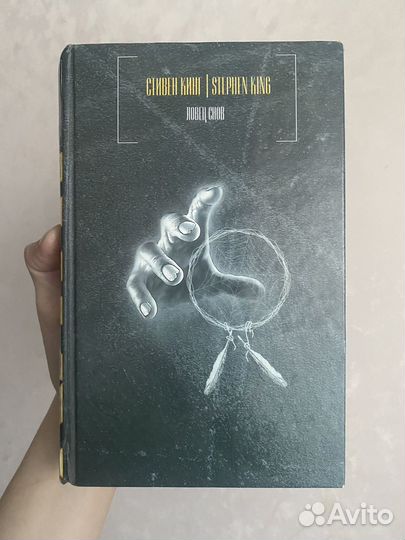 СТИВЕН КИНГ | STEPHEN KING
ЛОВЕЦ СНОВ
Avito